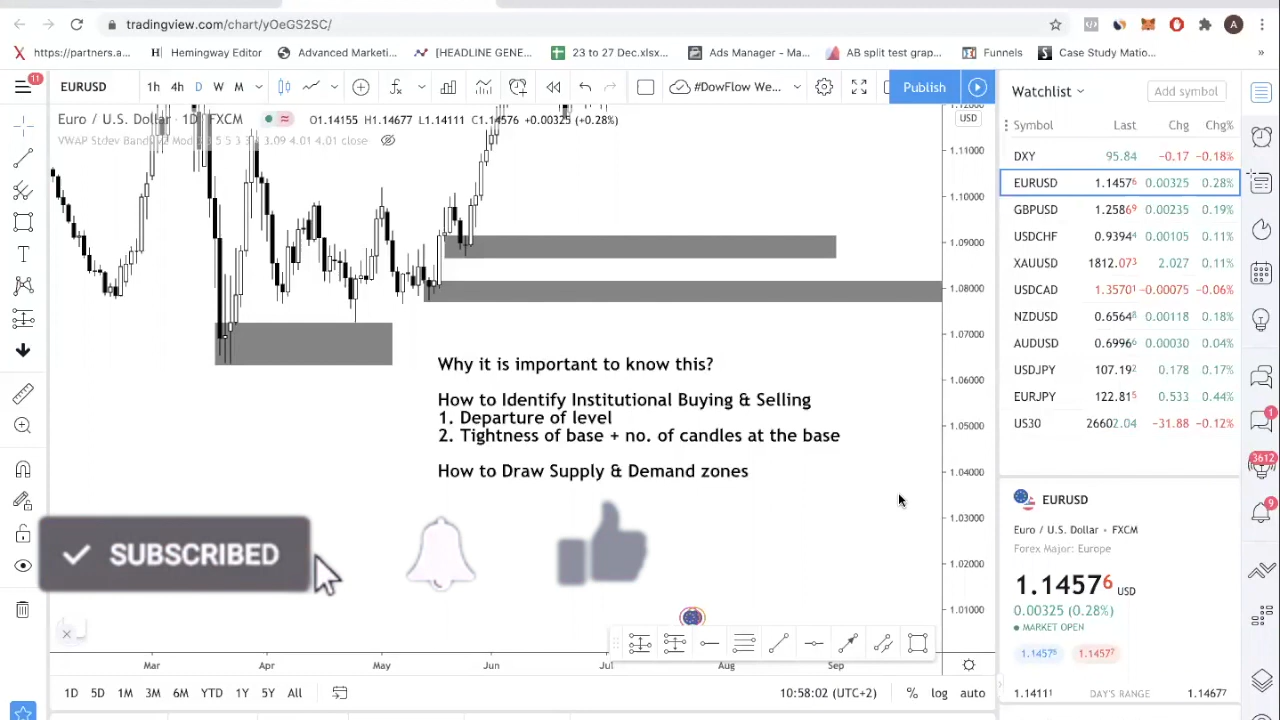 tradingview.com/chart/yOeGS2SC/
A
https://partners.a...
Hemingway Editor
Advanced Marketi...
[HEADLINE GENE...
23 to 27 Dec.xlsx...
Ads Manager - Ma...
AB split test grap...
Funnels
Case Study Matio...
»
11
EURUSD
1h
4h
D
W
M
#DowFlow We...
Publish
Euro / U.S. Dollar · 1D · FXCM
O1.14155 H1.14677 L1.14111 C1.14576 +0.00325 (+0.28%)
USD
1.11000
1.10000
1.09000
1.08000
1.07000
1.06000
1.05000
1.04000
1.03000
1.02000
1.01000
Why it is important to know this?
How to Identify Institutional Buying & Selling
1. Departure of level
2. Tightness of base + no. of candles at the base
How to Draw Supply & Demand zones
SUBSCRIBED
Mar Apr May Jun Jul Aug Sep
1D 5D 1M 3M 6M YTD 1Y 5Y All
10:58:02 (UTC+2)
% log auto
Watchlist
Add symbol
Symbol Last Chg Chg%
DXY 95.84 −0.17 −0.18%
EURUSD 1.14576 0.00325 0.28%
GBPUSD 1.25869 0.00235 0.19%
USDCHF 0.93944 0.00105 0.11%
XAUUSD 1812.073 2.027 0.11%
USDCAD 1.35701 −0.00075 −0.06%
NZDUSD 0.65648 0.00118 0.18%
AUDUSD 0.69966 0.00030 0.04%
USDJPY 107.192 0.178 0.17%
EURJPY 122.815 0.533 0.44%
US30 26602.04 −31.88 −0.12%
EURUSD
Euro / U.S. Dollar • FXCM
Forex Major: Europe
1.14576 USD
0.00325 (0.28%)
MARKET OPEN
1.14575 1.14577
1.14111 DAY'S RANGE 1.14677
1
3612
9